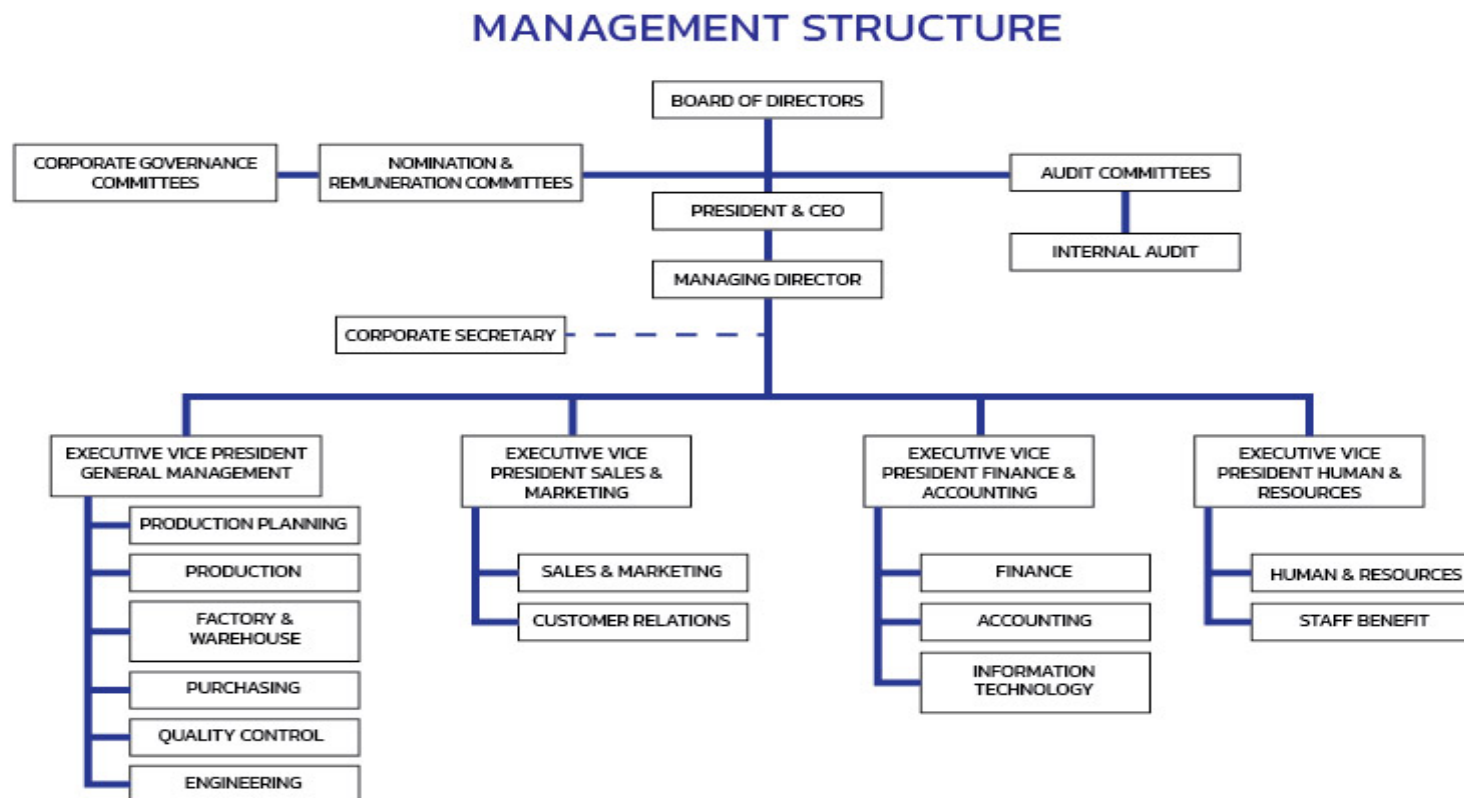 MANAGEMENT STRUCTURE
BOARD OF DIRECTORS
CORPORATE GOVERNANCE
COMMITTEES
NOMINATION &
REMUNERATION COMMITTEES
AUDIT COMMITTEES
PRESIDENT & CEO
INTERNAL AUDIT
MANAGING DIRECTOR
CORPORATE SECRETARY
EXECUTIVE VICE PRESIDENT
GENERAL MANAGEMENT
PRODUCTION PLANNING
PRODUCTION
FACTORY &
WAREHOUSE
PURCHASING
QUALITY CONTROL
ENGINEERING
EXECUTIVE VICE
PRESIDENT SALES &
MARKETING
SALES & MARKETING
CUSTOMER RELATIONS
EXECUTIVE VICE
PRESIDENT FINANCE &
ACCOUNTING
FINANCE
ACCOUNTING
INFORMATION
TECHNOLOGY
EXECUTIVE VICE
PRESIDENT HUMAN &
RESOURCES
HUMAN & RESOURCES
STAFF BENEFIT